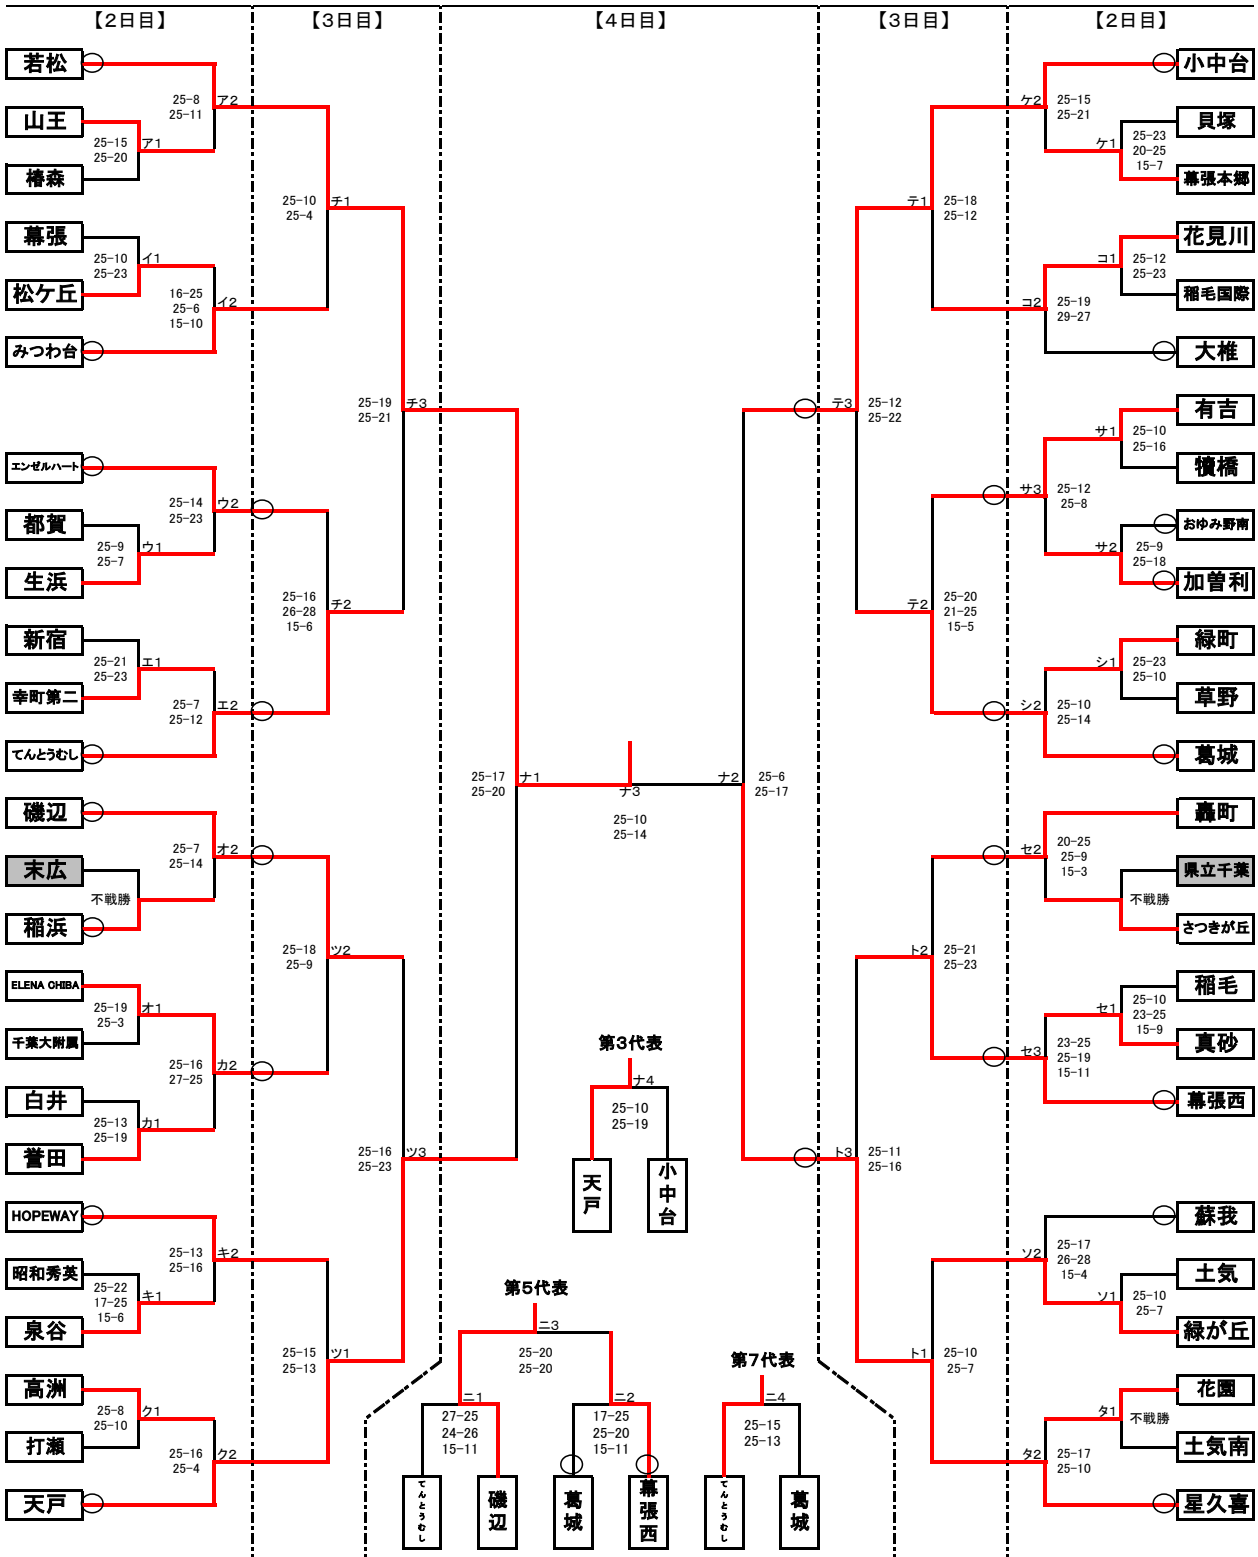 【2日目】
【3日目】
【4日目】
【3日目】
【2日目】
若松
25-8
25-11
ア2
山王
25-15
25-20
ア1
椿森
25-10
25-4
チ1
幕張
25-10
25-23
イ1
松ケ丘
16-25
25-6
15-10
イ2
みつわ台
25-19
25-21
チ3
エンゼルハート
25-14
25-23
ウ2
都賀
25-9
25-7
ウ1
生浜
25-16
26-28
15-6
チ2
新宿
25-21
25-23
エ1
幸町第二
25-7
25-12
エ2
てんとうむし
25-17
25-20
ナ1
磯辺
25-7
25-14
オ2
末広
不戦勝
稲浜
25-18
25-9
ツ2
ELENA CHIBA
25-19
25-3
オ1
千葉大附属
25-16
27-25
カ2
白井
25-13
25-19
カ1
誉田
25-16
25-23
ツ3
HOPEWAY
25-13
25-16
キ2
昭和秀英
25-22
17-25
15-6
キ1
泉谷
25-15
25-13
ツ1
高洲
25-8
25-10
ク1
打瀬
25-16
25-4
ク2
天戸
ナ3
25-10
25-14
第3代表
ナ4
25-10
25-19
天戸
小中台
第5代表
ニ3
25-20
25-20
ニ1
27-25
24-26
15-11
ニ2
17-25
25-20
15-11
てんとうむし
磯辺
葛城
幕張西
第7代表
ニ4
25-15
25-13
てんとうむし
葛城
小中台
ケ2
25-15
25-21
貝塚
ケ1
25-23
20-25
15-7
幕張本郷
テ1
25-18
25-12
花見川
コ1
25-12
25-23
稲毛国際
コ2
25-19
29-27
大椎
テ3
25-12
25-22
有吉
サ1
25-10
25-16
犢橋
サ3
25-12
25-8
おゆみ野南
サ2
25-9
25-18
加曽利
テ2
25-20
21-25
15-5
緑町
シ1
25-23
25-10
草野
シ2
25-10
25-14
葛城
ナ2
25-6
25-17
轟町
セ2
20-25
25-9
15-3
県立千葉
不戦勝
さつきが丘
ト2
25-21
25-23
稲毛
セ1
25-10
23-25
15-9
真砂
セ3
23-25
25-19
15-11
幕張西
ト3
25-11
25-16
蘇我
ソ2
25-17
26-28
15-4
土気
ソ1
25-10
25-7
緑が丘
ト1
25-10
25-7
花園
タ1
不戦勝
土気南
タ2
25-17
25-10
星久喜